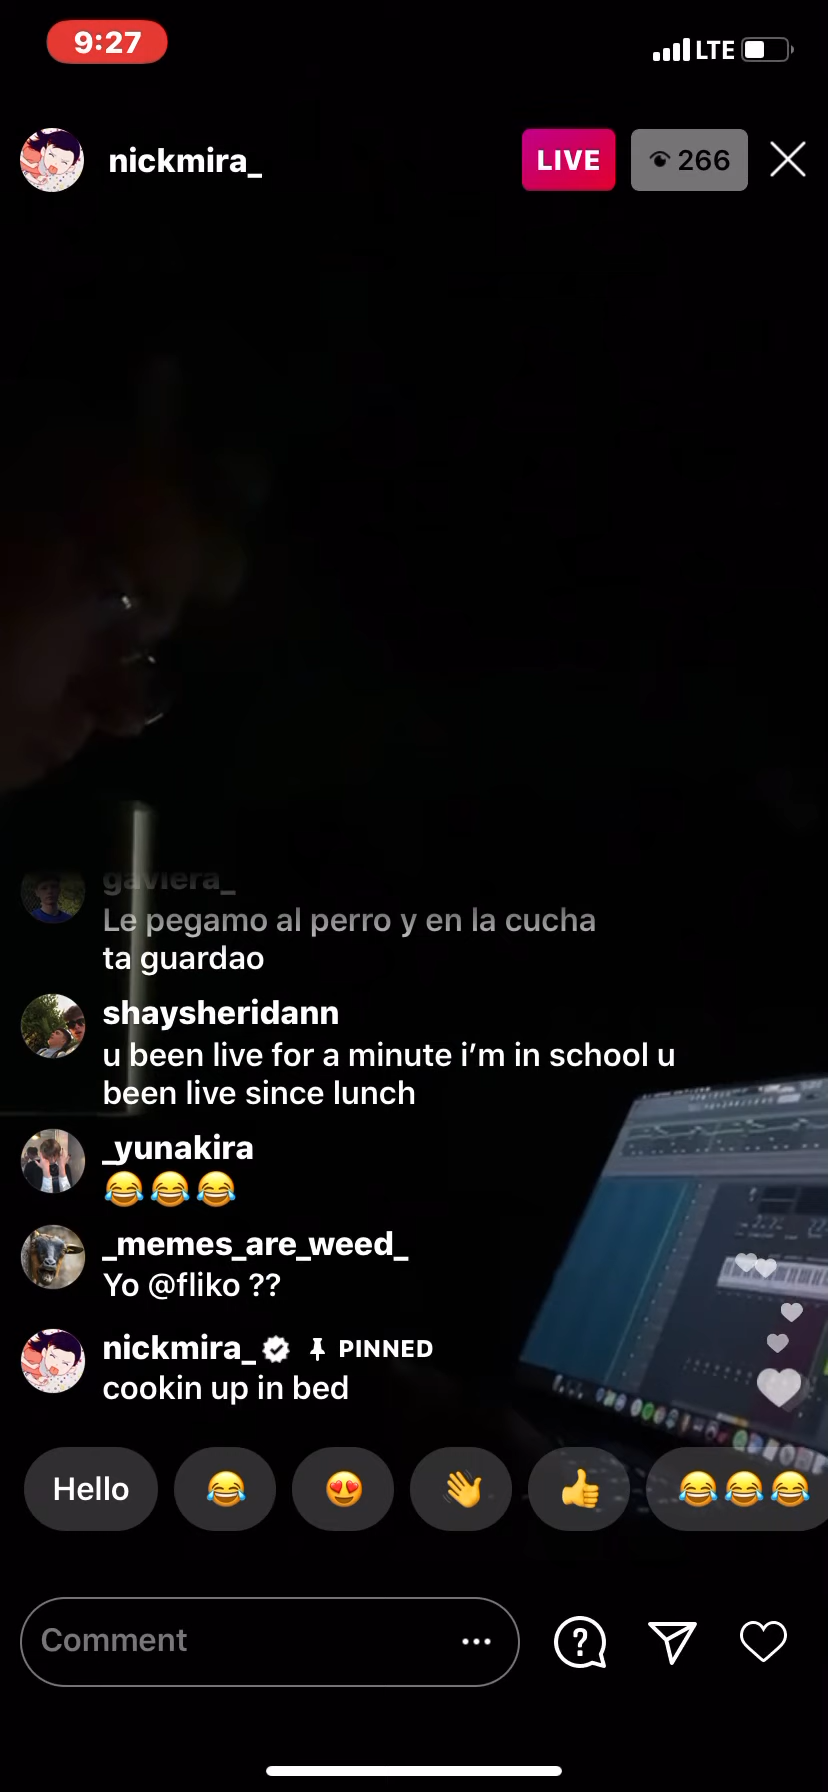 9:27
LTE
nickmira_
LIVE
266
gaviera_
Le pegamo al perro y en la cucha
ta guardao
shaysheridann
u been live for a minute i’m in school u
been live since lunch
_yunakira
😂😂😂
_memes_are_weed_
Yo @fliko ??
nickmira_ PINNED
cookin up in bed
Hello 😂 😍 👋 👍 😂😂😂
Comment